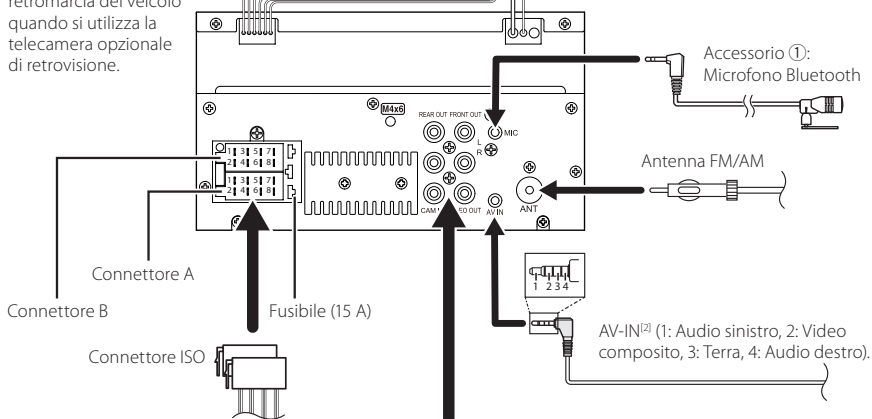 retromarcia del veicolo
quando si utilizza la
telecamera opzionale
di retrovisione.
Accessorio ①:
Microfono Bluetooth
M4x6
REAR OUT FRONT OUT
MIC
L
R
1 3 5 7
2 4 6 8
1 3 5 7
2 4 6 8
Antenna FM/AM
ANT
CAM
EO OUT
AV IN
Connettore A
Connettore B
Fusibile (15 A)
1 2 3 4
AV-IN[2] (1: Audio sinistro, 2: Video
composito, 3: Terra, 4: Audio destro).
Connettore ISO